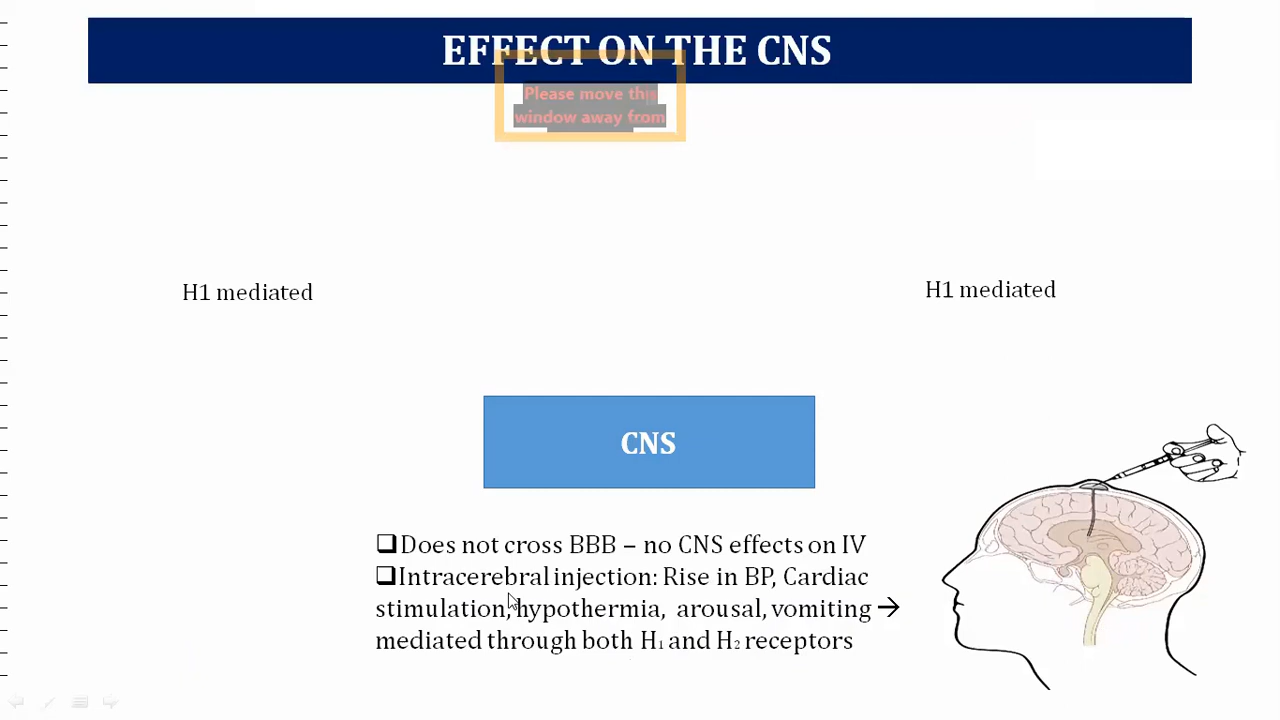 EFFECT ON THE CNS
Please move this
window away from
H1 mediated
H1 mediated
CNS
❑Does not cross BBB – no CNS effects on IV
❑Intracerebral injection: Rise in BP, Cardiac
stimulation, hypothermia, arousal, vomiting →
mediated through both H₁ and H₂ receptors